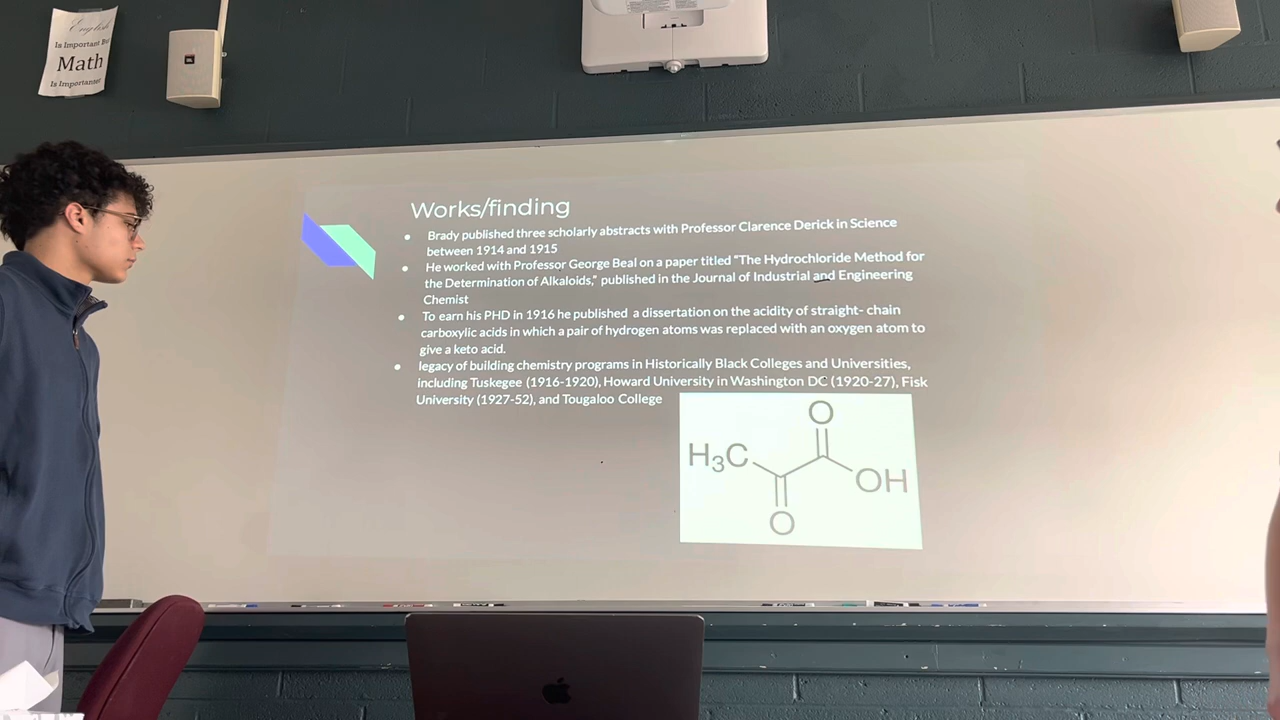 English
Is Important But
Math
Is Importanter
JBL
Works/finding
● Brady published three scholarly abstracts with Professor Clarence Derick in Science
between 1914 and 1915
● He worked with Professor George Beal on a paper titled "The Hydrochloride Method for
the Determination of Alkaloids," published in the Journal of Industrial and Engineering
Chemist
● To earn his PHD in 1916 he published a dissertation on the acidity of straight- chain
carboxylic acids in which a pair of hydrogen atoms was replaced with an oxygen atom to
give a keto acid.
● legacy of building chemistry programs in Historically Black Colleges and Universities,
including Tuskegee (1916-1920), Howard University in Washington DC (1920-27), Fisk
University (1927-52), and Tougaloo College
O
H₃C
OH
O